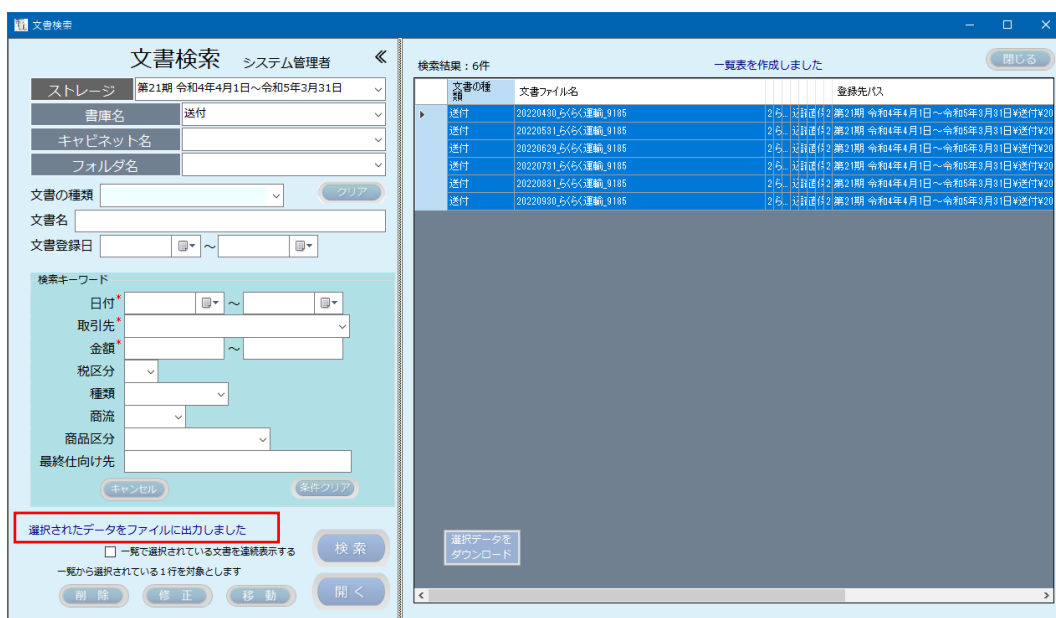 文書検索
文書検索 システム管理者 «
ストレージ 第21期 令和4年4月1日～令和5年3月31日
書庫名 送付
キャビネット名
フォルダ名
文書の種類 クリア
文書名
文書登録日 ～
検索キーワード
日付* ～
取引先*
金額* ～
税区分
種類
商流
商品区分
最終仕向け先
キャンセル 条件クリア
選択されたデータをファイルに出力しました
一覧で選択されている文書を連続表示する
検 索
一覧から選択されている1行を対象とします
削 除 修 正 移 動 開 く
検索結果：6件 一覧表を作成しました 閉じる
文書の種類 文書ファイル名 登録先パス
送付 20220430_らくらく運輸_9185 2 ら… 2 第21期 令和4年4月1日～令和5年3月31日¥送付¥20
送付 20220531_らくらく運輸_9185 2 ら… 2 第21期 令和4年4月1日～令和5年3月31日¥送付¥20
送付 20220629_らくらく運輸_9185 2 ら… 2 第21期 令和4年4月1日～令和5年3月31日¥送付¥20
送付 20220731_らくらく運輸_9185 2 ら… 2 第21期 令和4年4月1日～令和5年3月31日¥送付¥20
送付 20220831_らくらく運輸_9185 2 ら… 2 第21期 令和4年4月1日～令和5年3月31日¥送付¥20
送付 20220930_らくらく運輸_9185 2 ら… 2 第21期 令和4年4月1日～令和5年3月31日¥送付¥20
選択データを
ダウンロード